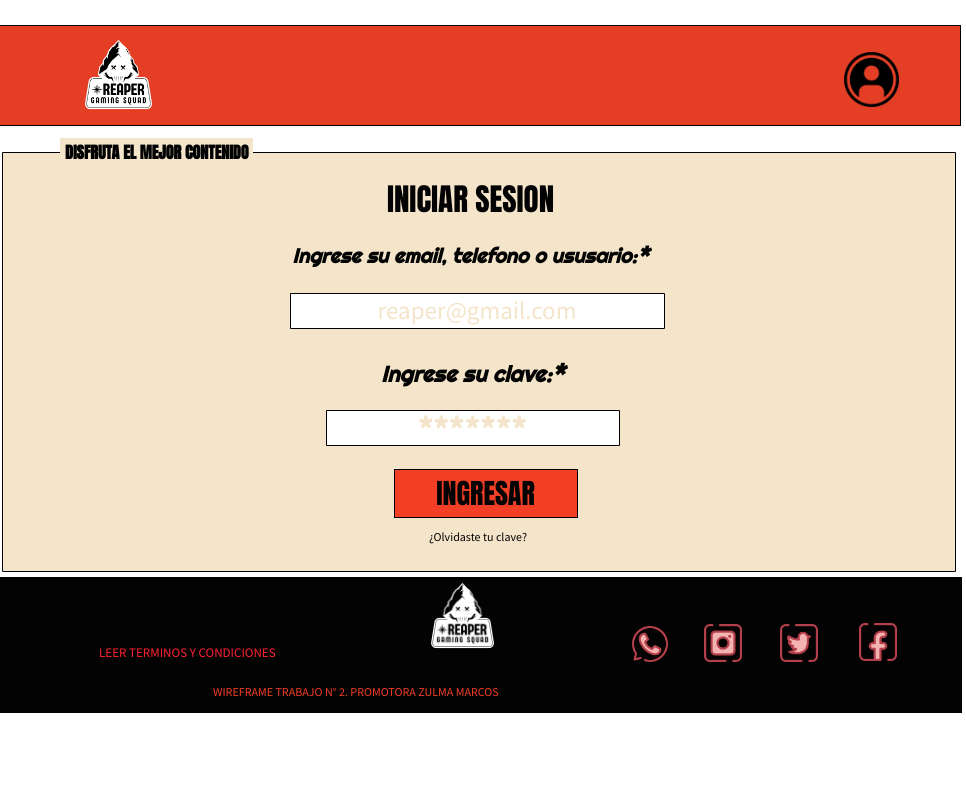 REAPER
GAMING SQUAD
DISFRUTA EL MEJOR CONTENIDO
INICIAR SESION
Ingrese su email, telefono o ususario:*
reaper@gmail.com
Ingrese su clave:*
*******
INGRESAR
¿Olvidaste tu clave?
REAPER
GAMING SQUAD
LEER TERMINOS Y CONDICIONES
WIREFRAME TRABAJO N° 2. PROMOTORA ZULMA MARCOS